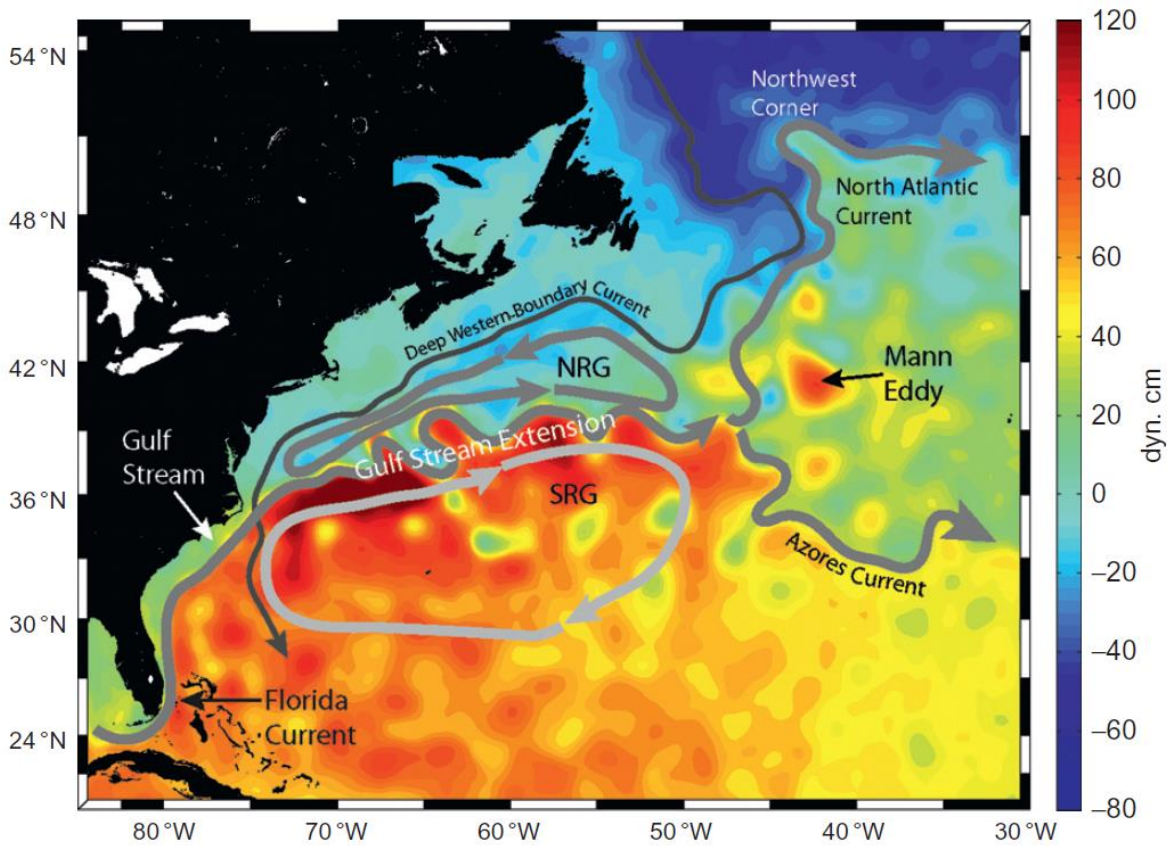 54 °N
48 °N
42 °N
36 °N
30 °N
24 °N
80 °W
70 °W
60 °W
50 °W
40 °W
30 °W
Northwest
Corner
North Atlantic
Current
Deep Western-Boundary Current
NRG
Mann
Eddy
Gulf
Stream
Gulf Stream Extension
SRG
Azores Current
Florida
Current
120
100
80
60
40
20
0
–20
–40
–60
–80
dyn. cm